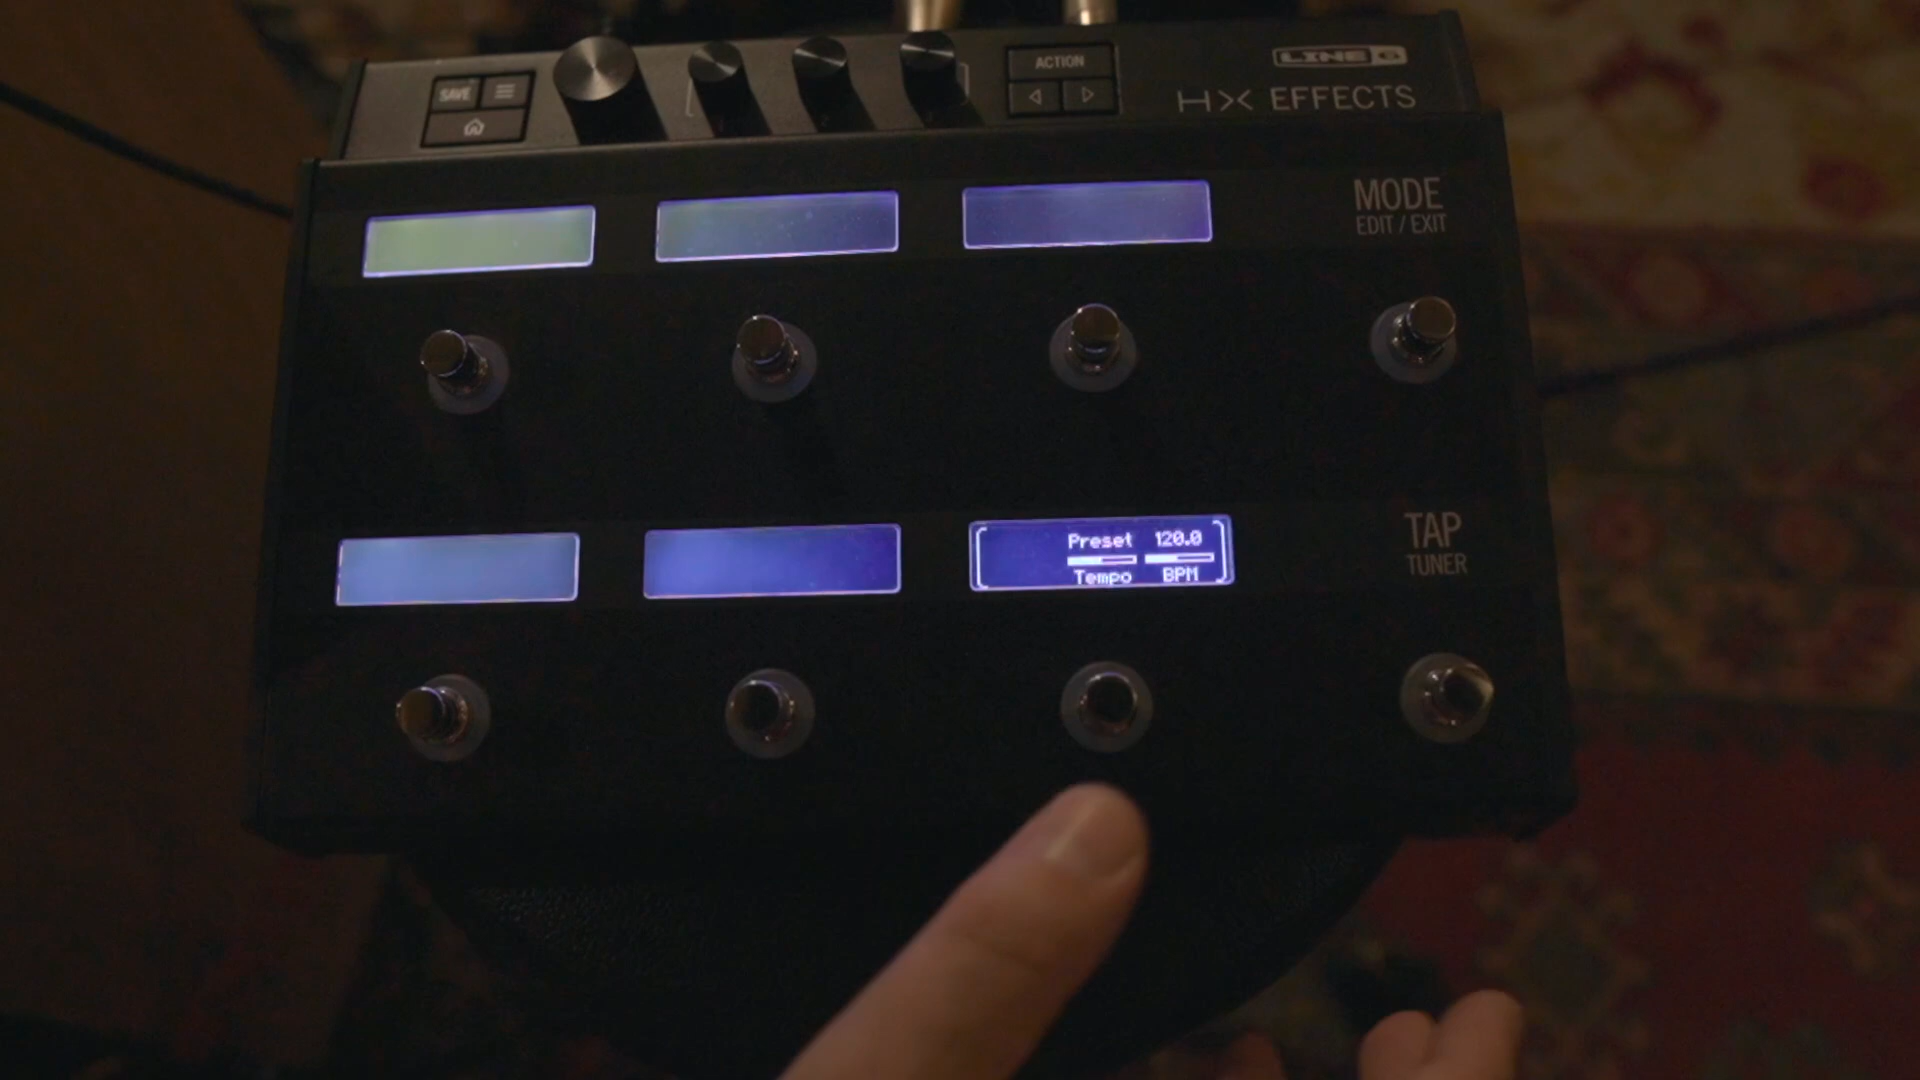 SAVE
ACTION
LINE 6
HX EFFECTS
MODE
EDIT / EXIT
Preset 120.0
Tempo BPM
TAP
TUNER